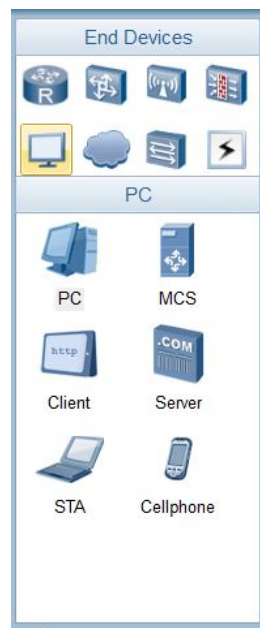 End Devices
R
PC
PC MCS
http
.COM
Client Server
STA Cellphone